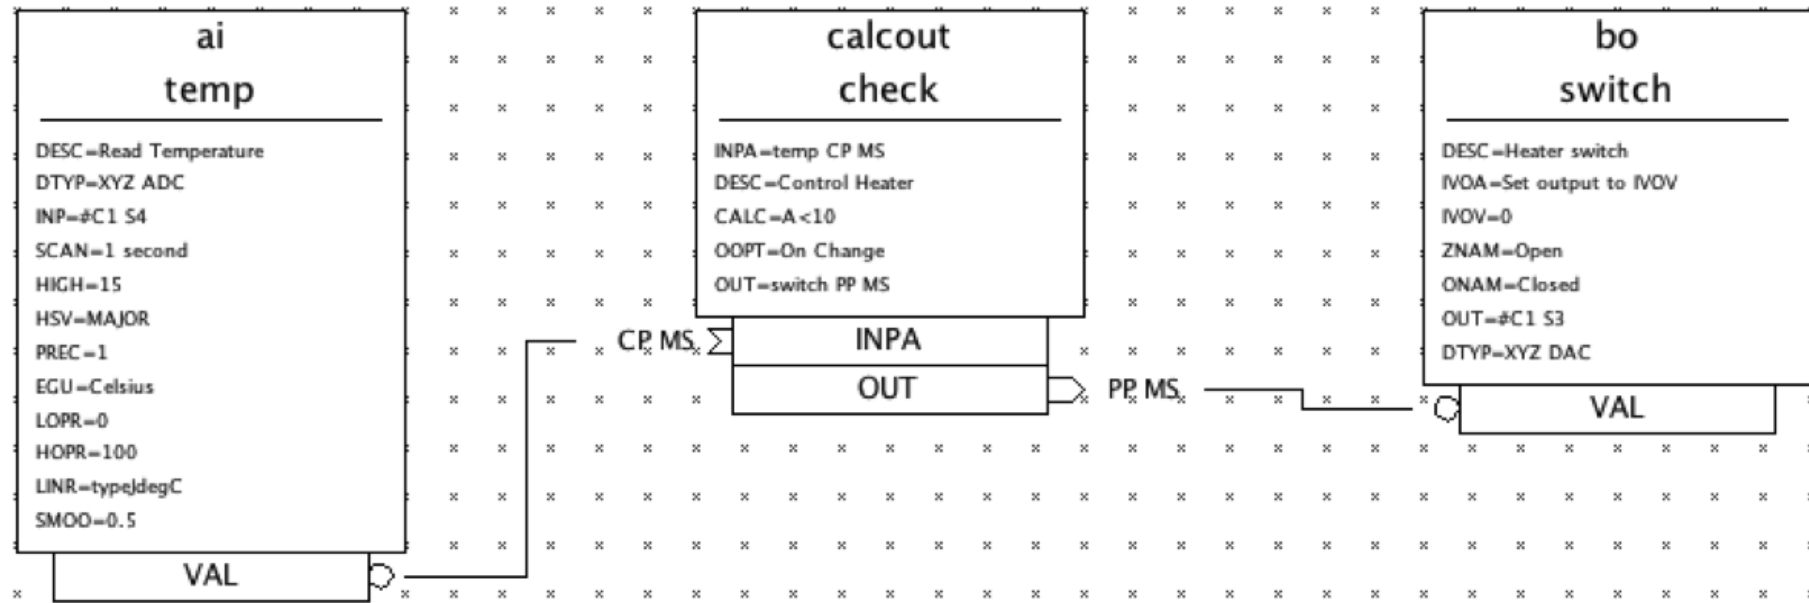 ai
temp
DESC=Read Temperature
DTYP=XYZ ADC
INP=#C1 S4
SCAN=1 second
HIGH=15
HSV=MAJOR
PREC=1
EGU=Celsius
LOPR=0
HOPR=100
LINR=typeJdegC
SMOO=0.5
VAL
calcout
check
INPA=temp CP MS
DESC=Control Heater
CALC=A<10
OOPT=On Change
OUT=switch PP MS
CP MS
INPA
OUT
PP MS
bo
switch
DESC=Heater switch
IVOA=Set output to IVOV
IVOV=0
ZNAM=Open
ONAM=Closed
OUT=#C1 S3
DTYP=XYZ DAC
VAL